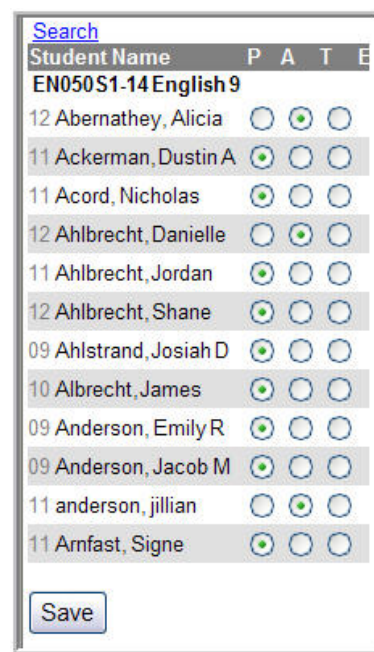 Search
Student Name P A T E
EN050S1-14 English 9
12 Abernathey, Alicia
11 Ackerman, Dustin A
11 Acord, Nicholas
12 Ahlbrecht, Danielle
11 Ahlbrecht, Jordan
12 Ahlbrecht, Shane
09 Ahlstrand, Josiah D
10 Albrecht, James
09 Anderson, Emily R
09 Anderson, Jacob M
11 anderson, jillian
11 Arnfast, Signe
Save